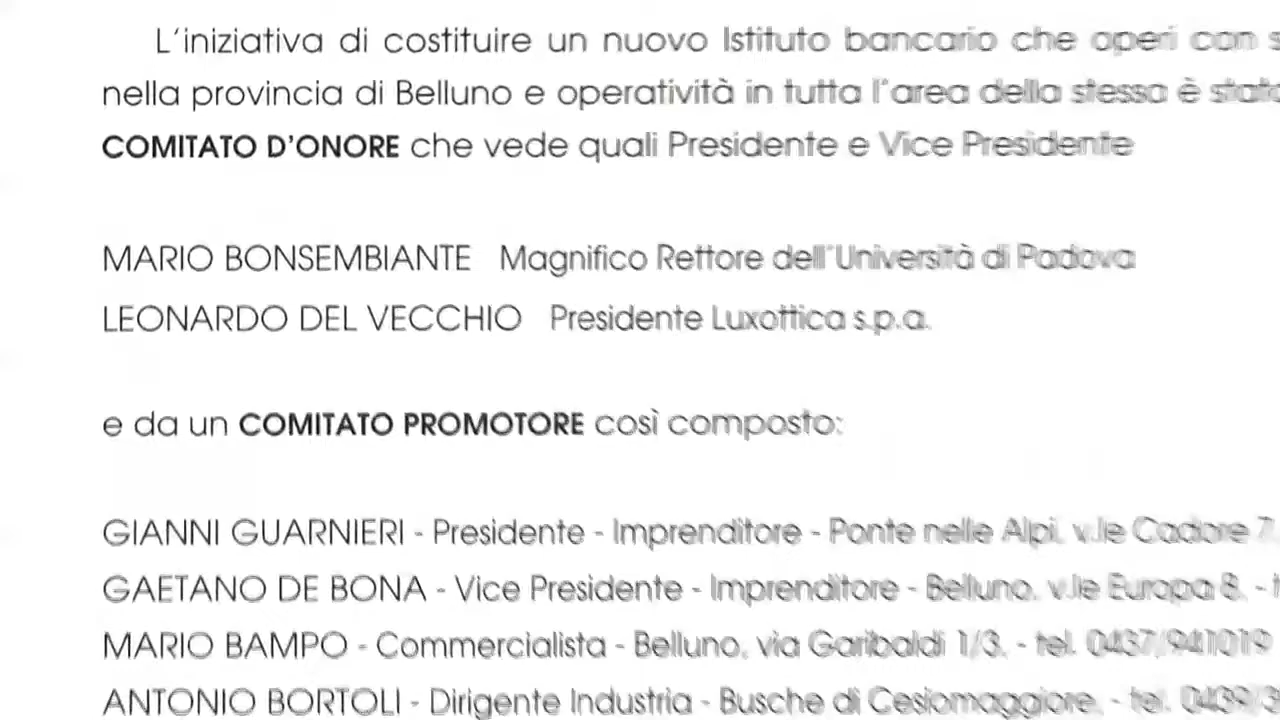 L'iniziativa di costituire un nuovo Istituto bancario che operi con
nella provincia di Belluno e operatività in tutta l'area della stessa è
COMITATO D'ONORE che vede quali Presidente e Vice Presidente
MARIO BONSEMBIANTE Magnifico Rettore dell'Università di Padova
LEONARDO DEL VECCHIO Presidente Luxottica s.p.a.
e da un COMITATO PROMOTORE così composto:
GIANNI GUARNIERI - Presidente - Imprenditore - Ponte nelle Alpi, v.le Cadore
GAETANO DE BONA - Vice Presidente - Imprenditore - Belluno, v.le Europa 8, -
MARIO BAMPO - Commercialista - Belluno, via Garibaldi 1/3, - tel. 0437/941019
ANTONIO BORTOLI - Dirigente Industria - Busche di Cesiomaggiore, - tel.